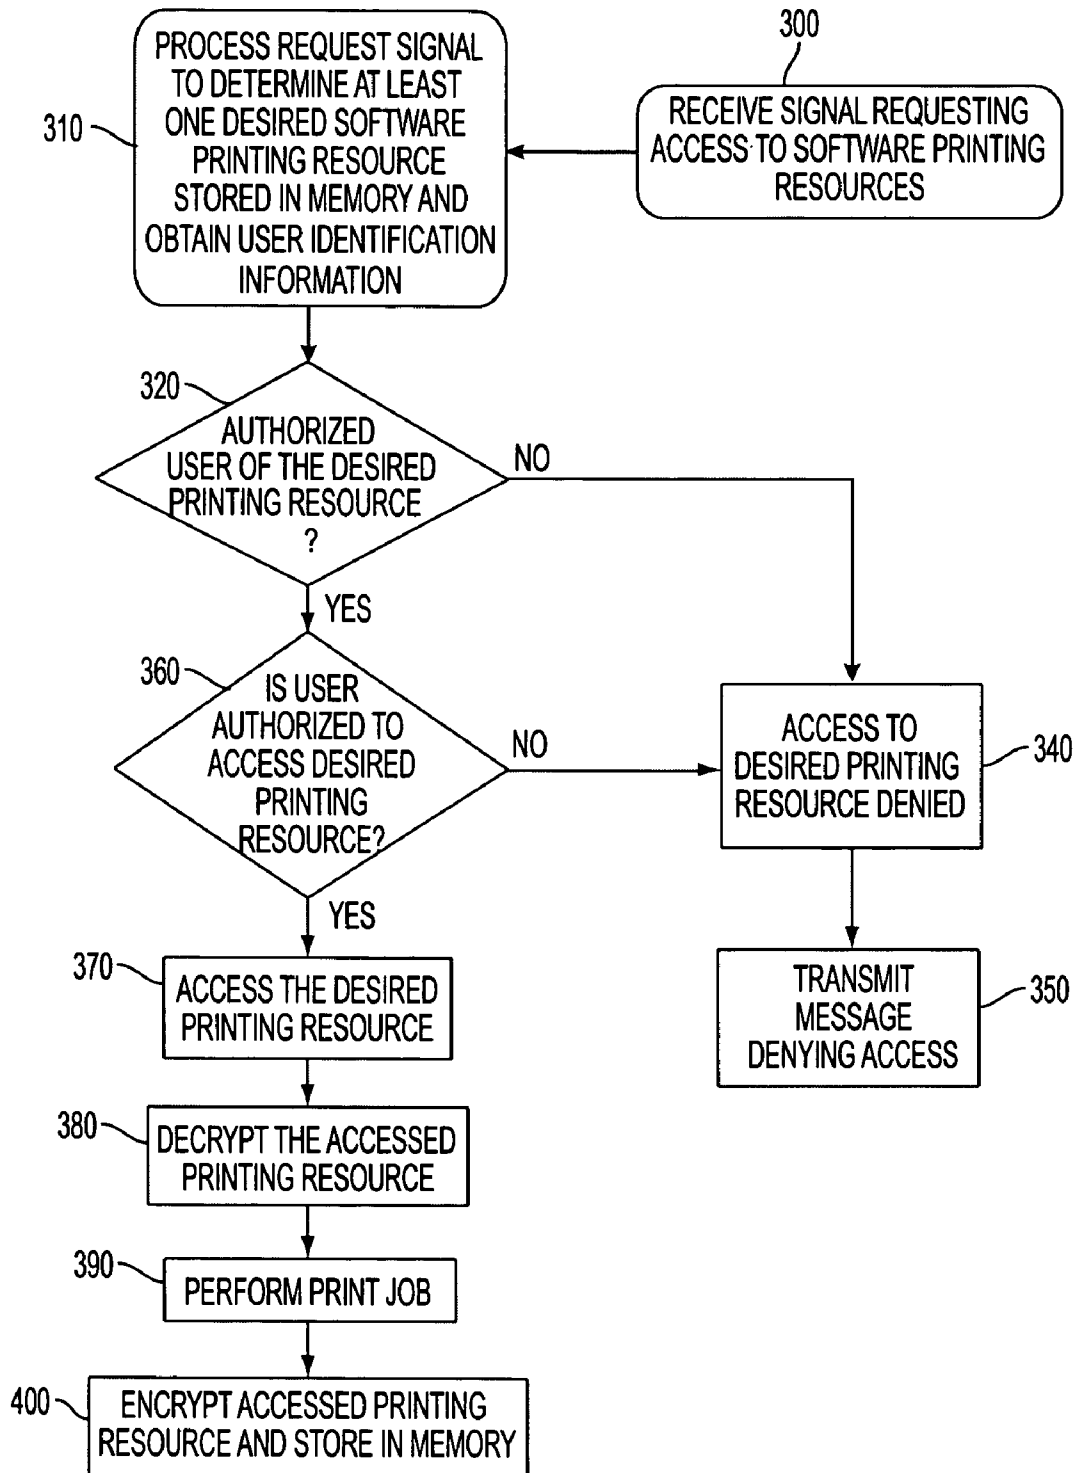 300
RECEIVE SIGNAL REQUESTING
ACCESS TO SOFTWARE PRINTING
RESOURCES
310
PROCESS REQUEST SIGNAL
TO DETERMINE AT LEAST
ONE DESIRED SOFTWARE
PRINTING RESOURCE
STORED IN MEMORY AND
OBTAIN USER IDENTIFICATION
INFORMATION
320
AUTHORIZED
USER OF THE DESIRED
PRINTING RESOURCE
?
NO
YES
360
IS USER
AUTHORIZED TO
ACCESS DESIRED
PRINTING
RESOURCE?
NO
YES
340
ACCESS TO
DESIRED PRINTING
RESOURCE DENIED
350
TRANSMIT
MESSAGE
DENYING ACCESS
370
ACCESS THE DESIRED
PRINTING RESOURCE
380
DECRYPT THE ACCESSED
PRINTING RESOURCE
390
PERFORM PRINT JOB
400
ENCRYPT ACCESSED PRINTING
RESOURCE AND STORE IN MEMORY